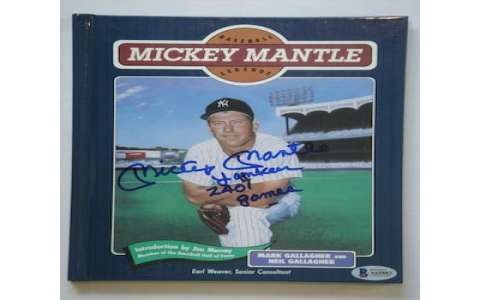 BASEBALL
MICKEY MANTLE
LEGENDS
Mickey Mantle
Yankees
2401
games
Introduction by Jim Murray
Member of the Baseball Hall of Fame
MARK GALLAGHER AND
NEIL GALLAGHER
Earl Weaver, Senior Consultant